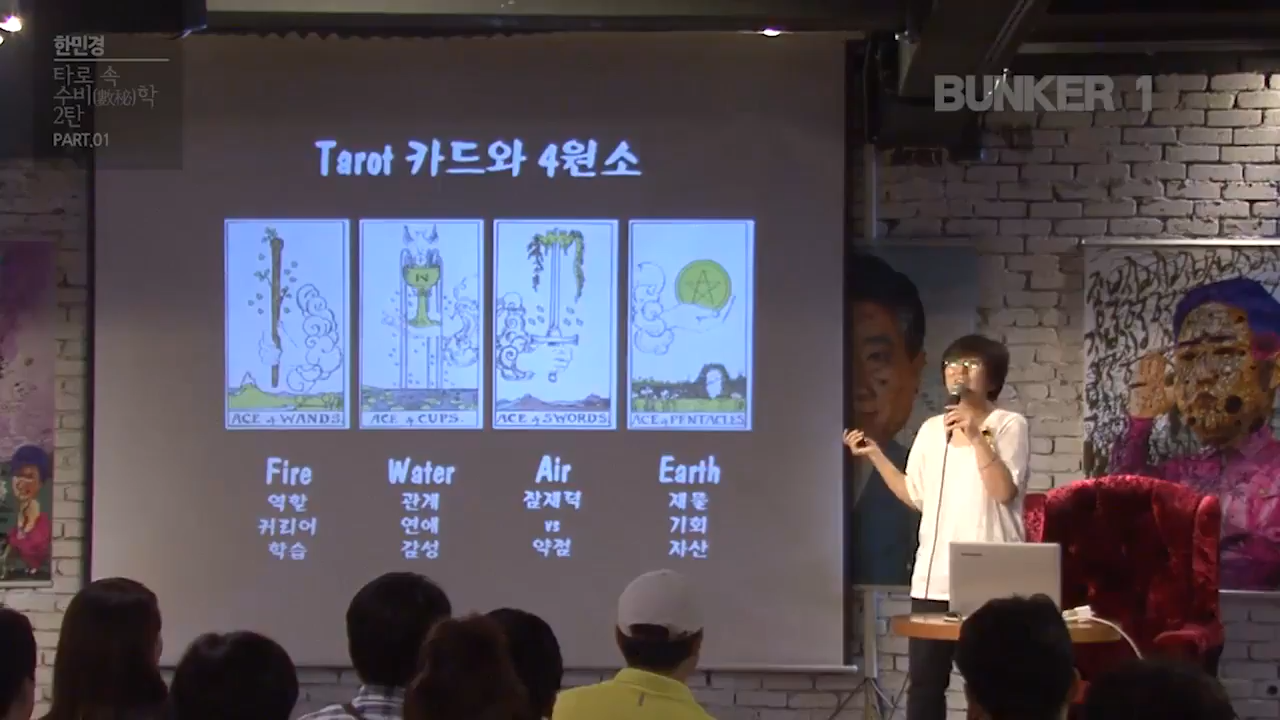 한민경
타로 속
수비(數秘)학
2탄
PART.01
BUNKER 1
Tarot 카드와 4원소
ACE of WANDS.
ACE of CUPS.
ACE of SWORDS.
ACE of PENTACLES.
Fire
역할
커리어
학습
Water
관계
연애
감성
Air
잠재력
vs
약점
Earth
재물
기회
자산